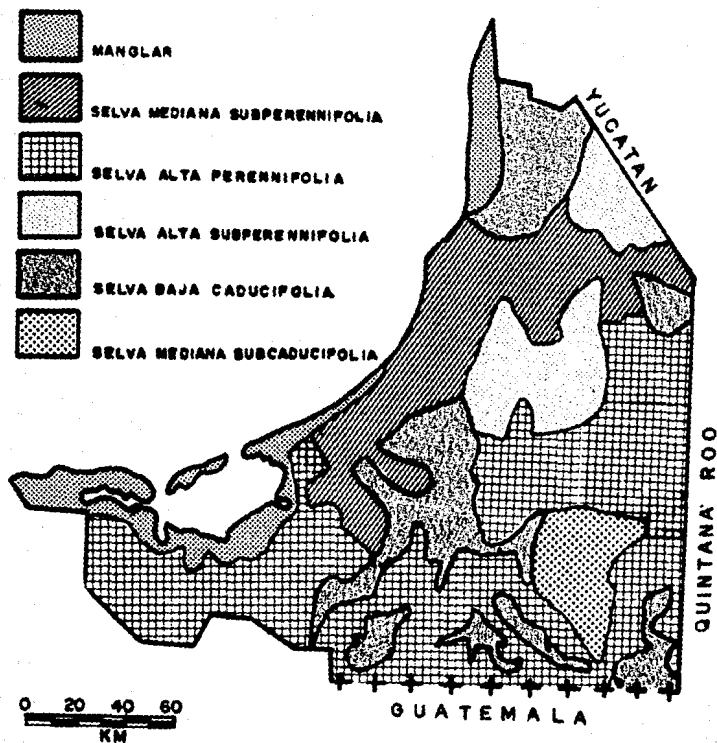 MANGLAR
SELVA MEDIANA SUBPERENNIFOLIA
SELVA ALTA PERENNIFOLIA
SELVA ALTA SUBPERENNIFOLIA
SELVA BAJA CADUCIFOLIA
SELVA MEDIANA SUBCADUCIFOLIA
YUCATAN
QUINTANA ROO
GUATEMALA
0 20 40 60
KM